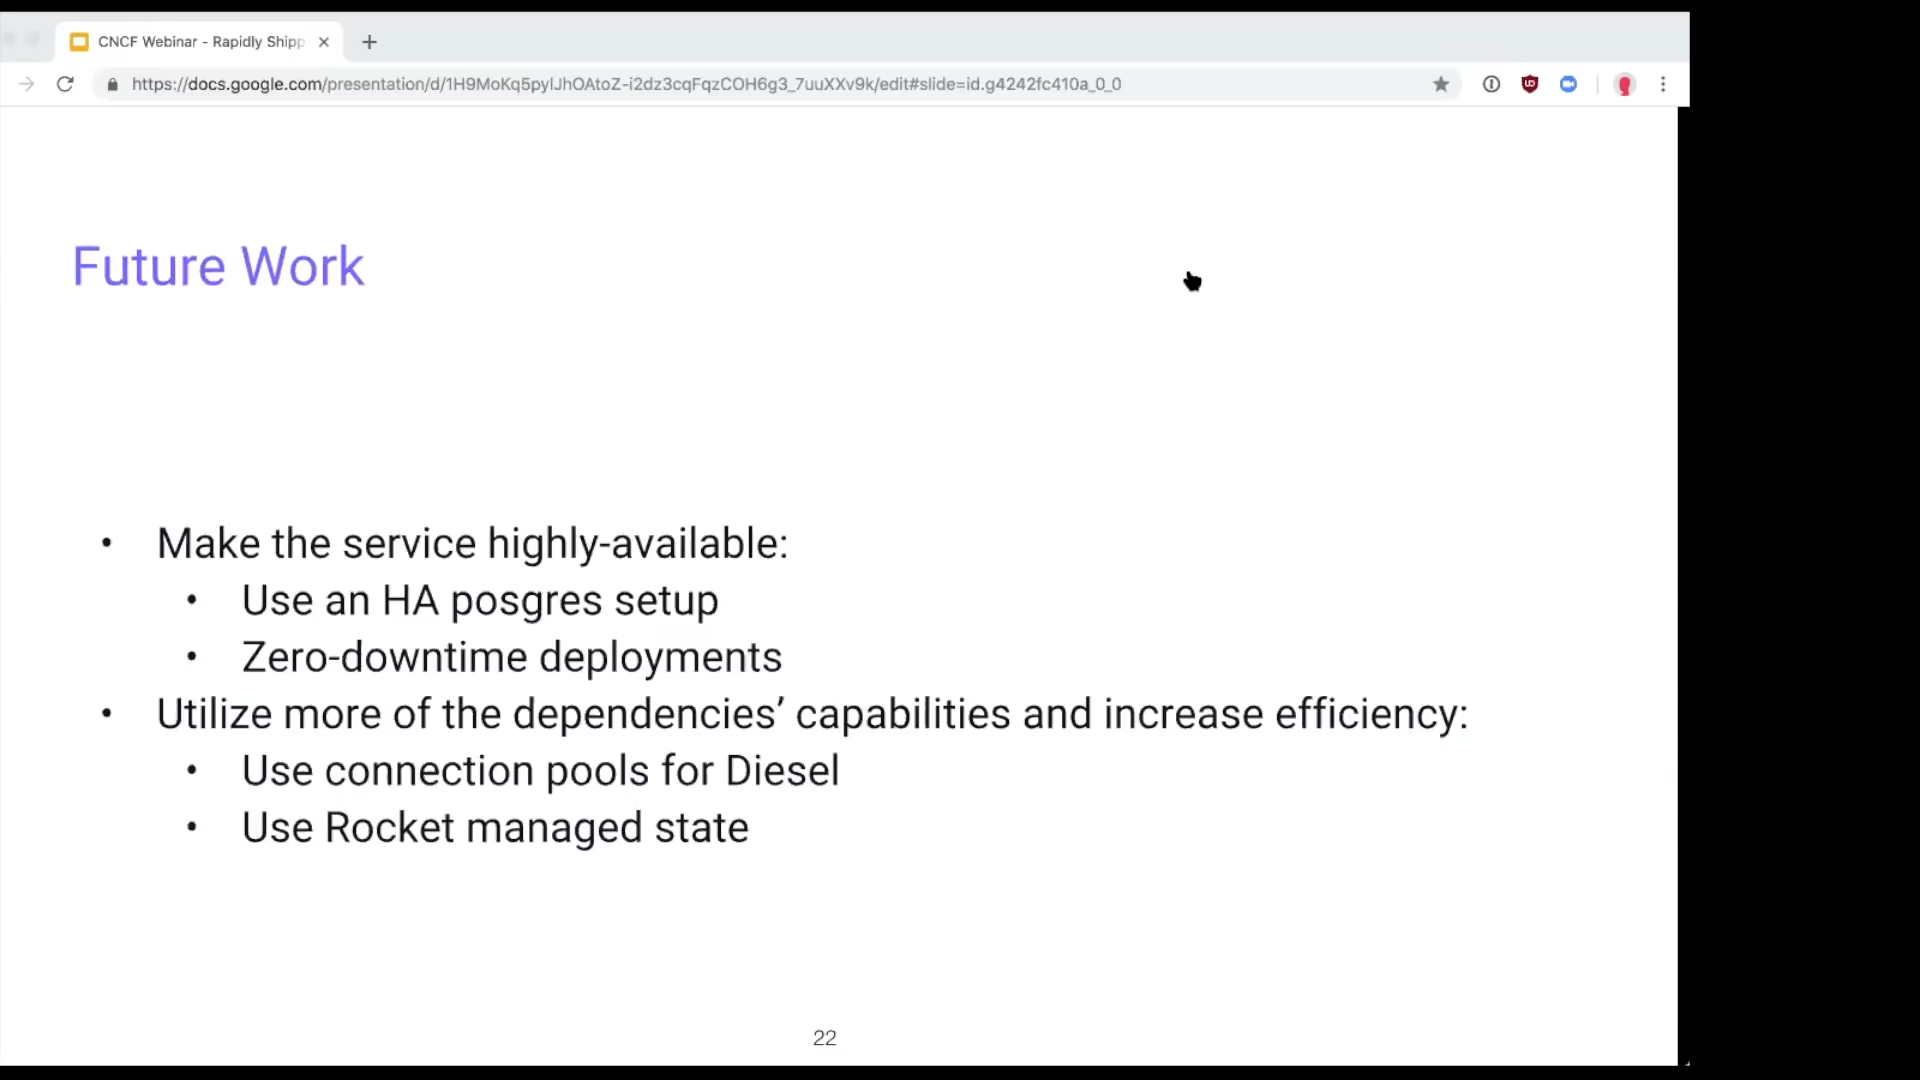 CNCF Webinar - Rapidly Shipp
https://docs.google.com/presentation/d/1H9MoKq5pylJhOAtoZ-i2dz3cqFqzCOH6g3_7uuXXv9k/edit#slide=id.g4242fc410a_0_0
Future Work
• Make the service highly-available:
• Use an HA posgres setup
• Zero-downtime deployments
• Utilize more of the dependencies’ capabilities and increase efficiency:
• Use connection pools for Diesel
• Use Rocket managed state
22